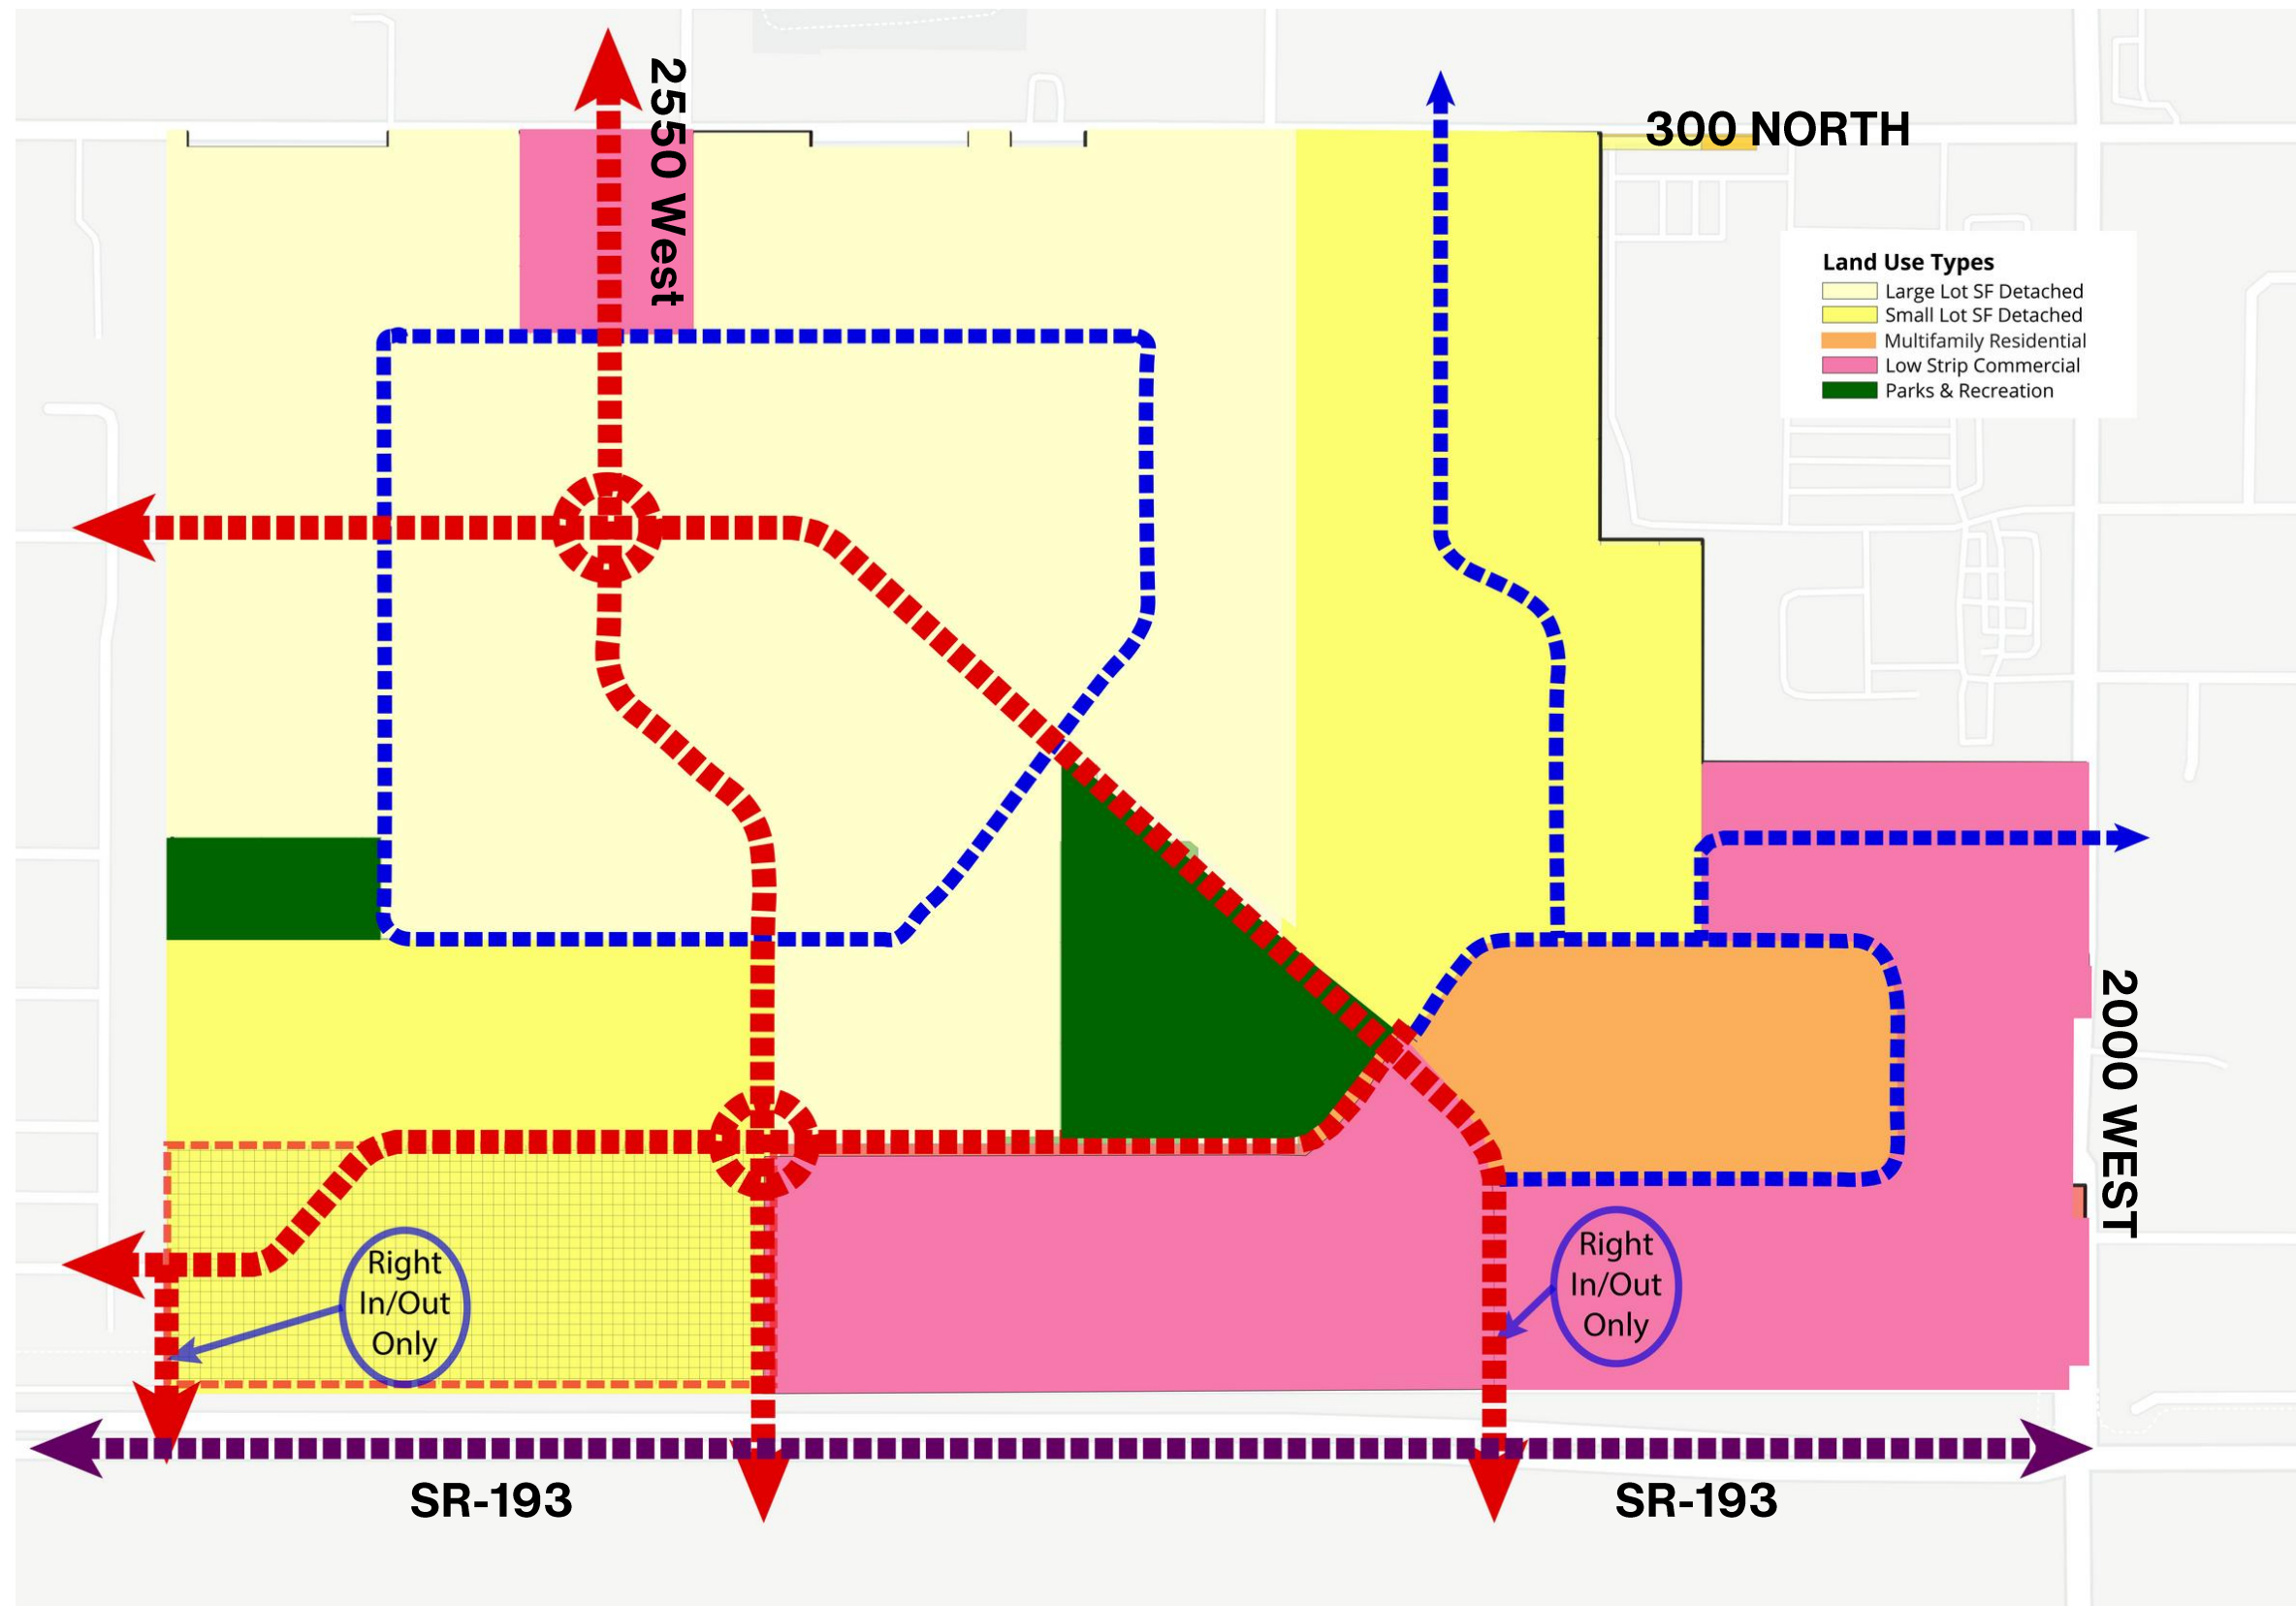 2550 West
300 NORTH
Land Use Types
Large Lot SF Detached
Small Lot SF Detached
Multifamily Residential
Low Strip Commercial
Parks & Recreation
2000 WEST
Right
In/Out
Only
Right
In/Out
Only
SR-193
SR-193